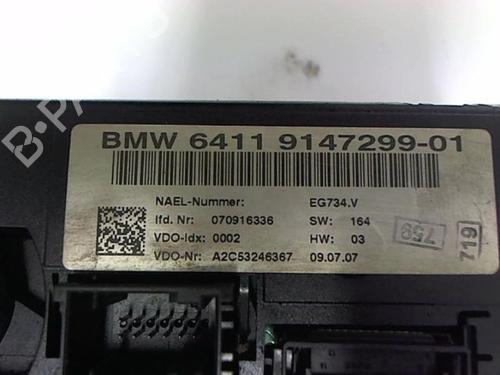 BMW 6411 9147299-01
NAEL-Nummer: EG734.V
lfd. Nr: 070916336 SW: 164
VDO-Idx: 0002 HW: 03
VDO-Nr: A2C53246367 09.07.07
759
719
B-PARTS